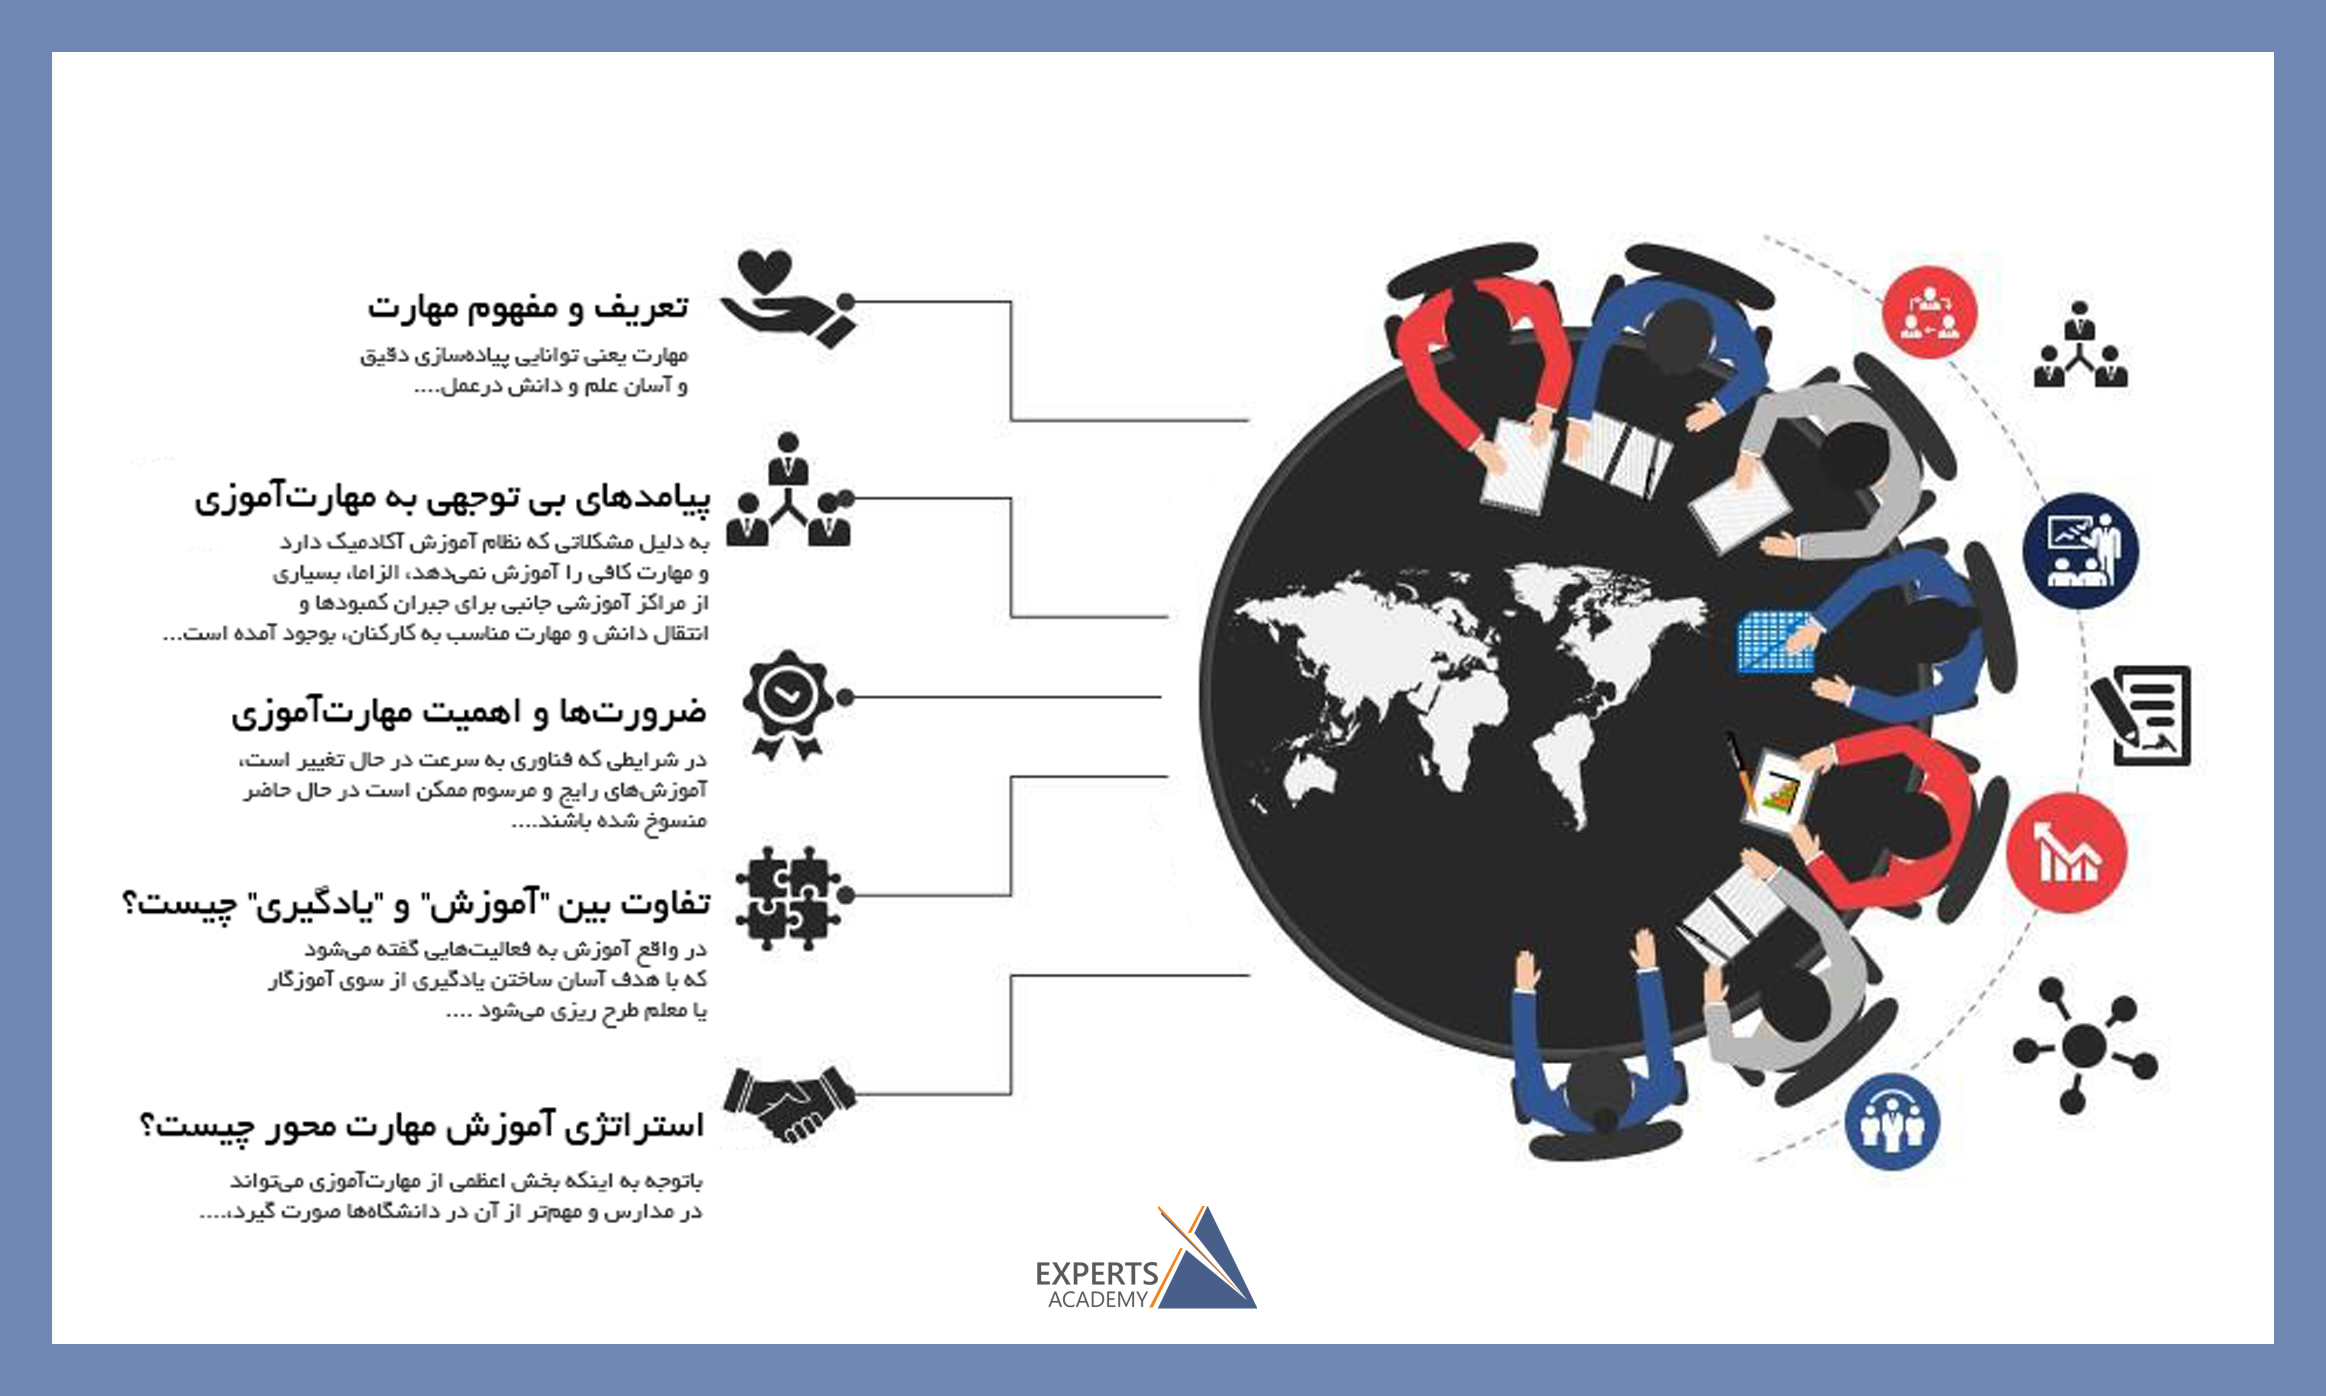 تعریف و مفهوم مهارت
مهارت یعنی توانایی پیاده‌سازی دقیق
و آسان علم و دانش درعمل....
پیامدهای بی توجهی به مهارت‌آموزی
به دلیل مشکلاتی که نظام آموزش آکادمیک دارد
و مهارت کافی را آموزش نمی‌دهد، الزاما، بسیاری
از مراکز آموزشی جانبی برای جبران کمبودها و
انتقال دانش و مهارت مناسب به کارکنان، بوجود آمده است...
ضرورت‌ها و اهمیت مهارت‌آموزی
در شرایطی که فناوری به سرعت در حال تغییر است،
آموزش‌های رایج و مرسوم ممکن است در حال حاضر
منسوخ شده باشند....
تفاوت بین "آموزش" و "یادگیری" چیست؟
در واقع آموزش به فعالیت‌هایی گفته می‌شود
که با هدف آسان ساختن یادگیری از سوی آموزگار
یا معلم طرح ریزی می‌شود ....
استراتژی آموزش مهارت محور چیست؟
باتوجه به اینکه بخش اعظمی از مهارت‌آموزی می‌تواند
در مدارس و مهم‌تر از آن در دانشگاه‌ها صورت گیرد،....
EXPERTS
ACADEMY